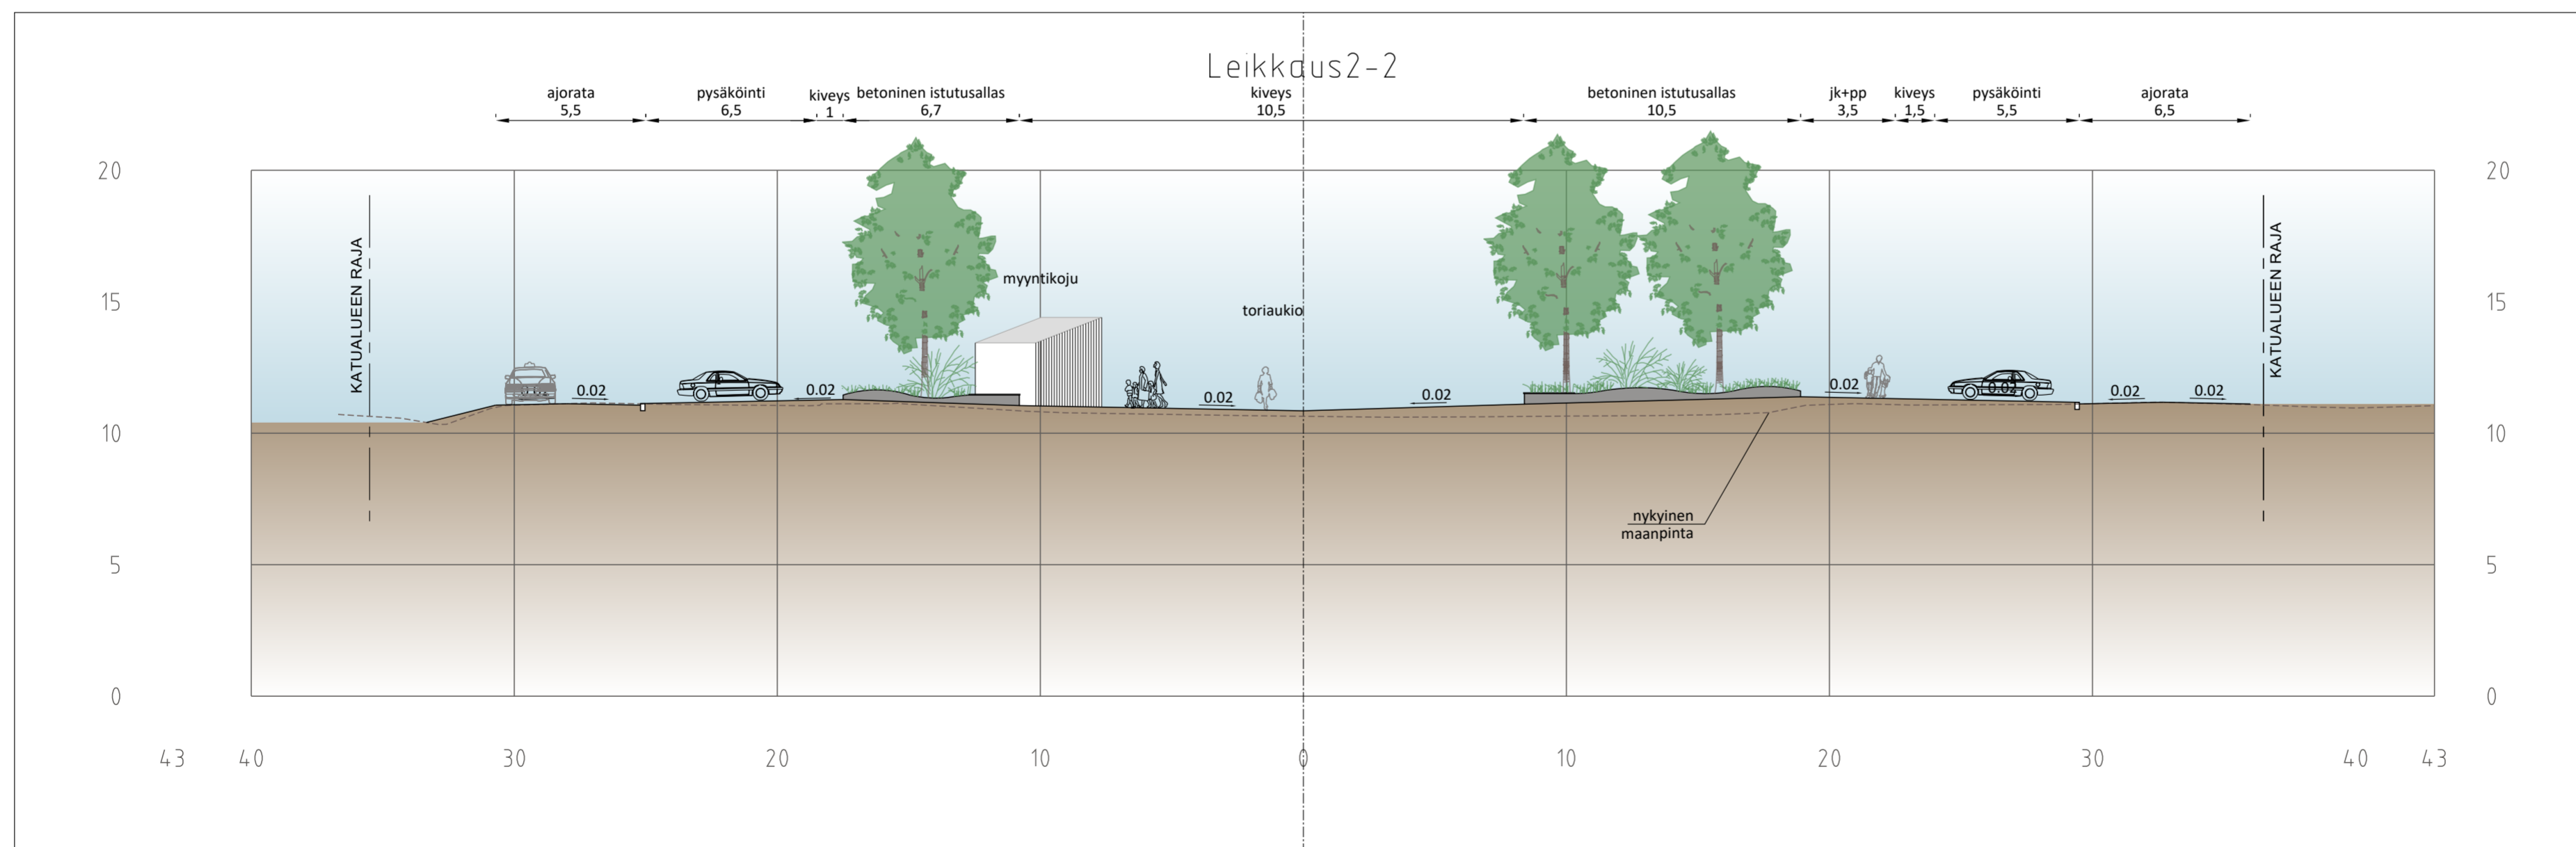 Leikkaus2-2
ajorata pysäköinti kiveys betoninen istutusallas kiveys betoninen istutusallas jk+pp kiveys pysäköinti ajorata
5,5 6,5 1 6,7 10,5 10,5 3,5 1,5 5,5 6,5
20 20
KATUALUEEN RAJA KATUALUEEN RAJA
myyntikoju
15 15
toriaukio
0.02 0.02 0.02 0.02 0.02 0.02 0.02 0.02
10 10
nykyinen
maanpinta
5 5
0 0
43 40 30 20 10 0 10 20 30 40 43